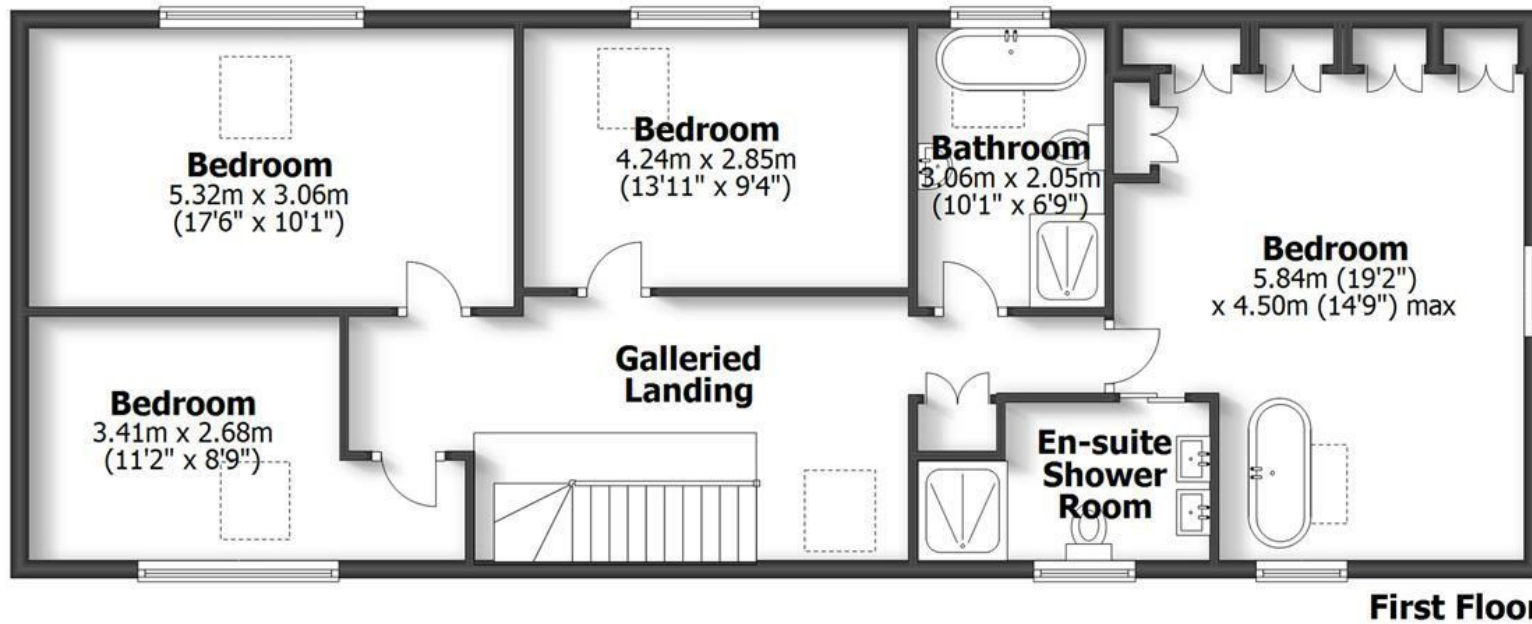 Bedroom
5.32m x 3.06m
(17'6" x 10'1")
Bedroom
4.24m x 2.85m
(13'11" x 9'4")
Bathroom
3.06m x 2.05m
(10'1" x 6'9")
Bedroom
5.84m (19'2")
x 4.50m (14'9") max
Galleried
Landing
Bedroom
3.41m x 2.68m
(11'2" x 8'9")
En-suite
Shower
Room
First Floor